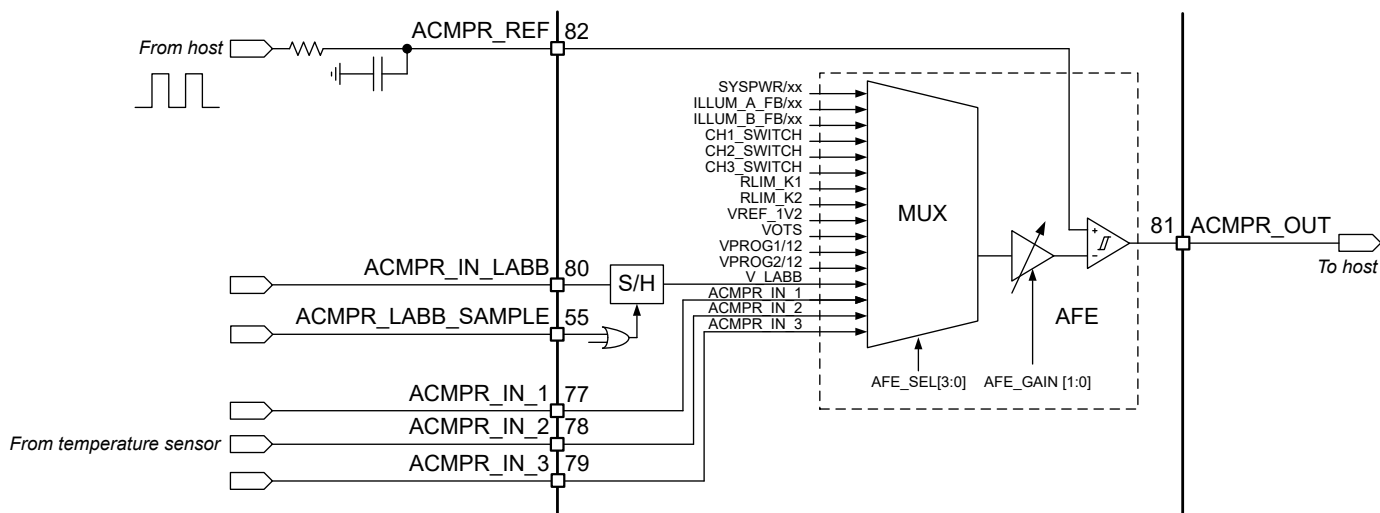 From host
ACMPR_REF
82
SYSPWR/xx
ILLUM_A_FB/xx
ILLUM_B_FB/xx
CH1_SWITCH
CH2_SWITCH
CH3_SWITCH
RLIM_K1
RLIM_K2
VREF_1V2
VOTS
VPROG1/12
VPROG2/12
V_LABB
ACMPR_IN_1
ACMPR_IN_2
ACMPR_IN_3
MUX
+
−
AFE
AFE_SEL[3:0]
AFE_GAIN [1:0]
81
ACMPR_OUT
To host
ACMPR_IN_LABB
80
S/H
ACMPR_LABB_SAMPLE
55
ACMPR_IN_1
77
From temperature sensor
ACMPR_IN_2
78
ACMPR_IN_3
79